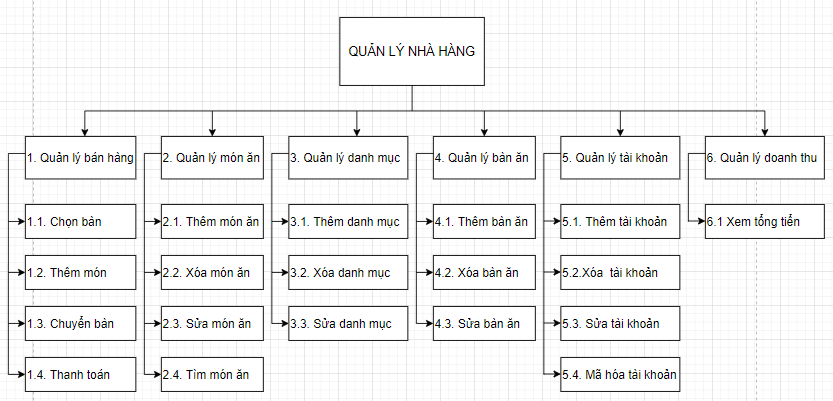 QUẢN LÝ NHÀ HÀNG
1. Quản lý bán hàng
2. Quản lý món ăn
3. Quản lý danh mục
4. Quản lý bàn ăn
5. Quản lý tài khoản
6. Quản lý doanh thu
1.1. Chọn bàn
2.1. Thêm món ăn
3.1. Thêm danh mục
4.1. Thêm bàn ăn
5.1. Thêm tài khoản
6.1 Xem tổng tiền
1.2. Thêm món
2.2. Xóa món ăn
3.2. Xóa danh mục
4.2. Xóa bàn ăn
5.2.Xóa tài khoản
1.3. Chuyển bàn
2.3. Sửa món ăn
3.3. Sửa danh mục
4.3. Sửa bàn ăn
5.3. Sửa tài khoản
1.4. Thanh toán
2.4. Tìm món ăn
5.4. Mã hóa tài khoản